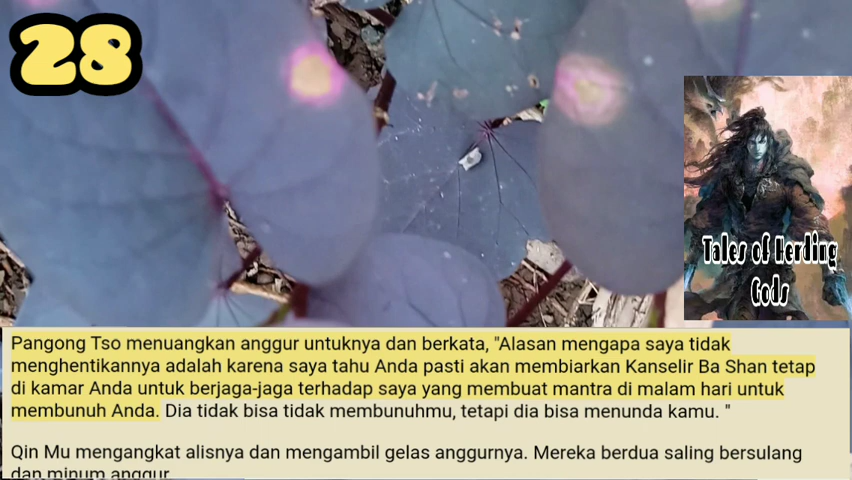 28
Tales of Herding
Gods
Pangong Tso menuangkan anggur untuknya dan berkata, "Alasan mengapa saya tidak
menghentikannya adalah karena saya tahu Anda pasti akan membiarkan Kanselir Ba Shan tetap
di kamar Anda untuk berjaga-jaga terhadap saya yang membuat mantra di malam hari untuk
membunuh Anda. Dia tidak bisa tidak membunuhmu, tetapi dia bisa menunda kamu. "
Qin Mu mengangkat alisnya dan mengambil gelas anggurnya. Mereka berdua saling bersulang
dan minum anggur.